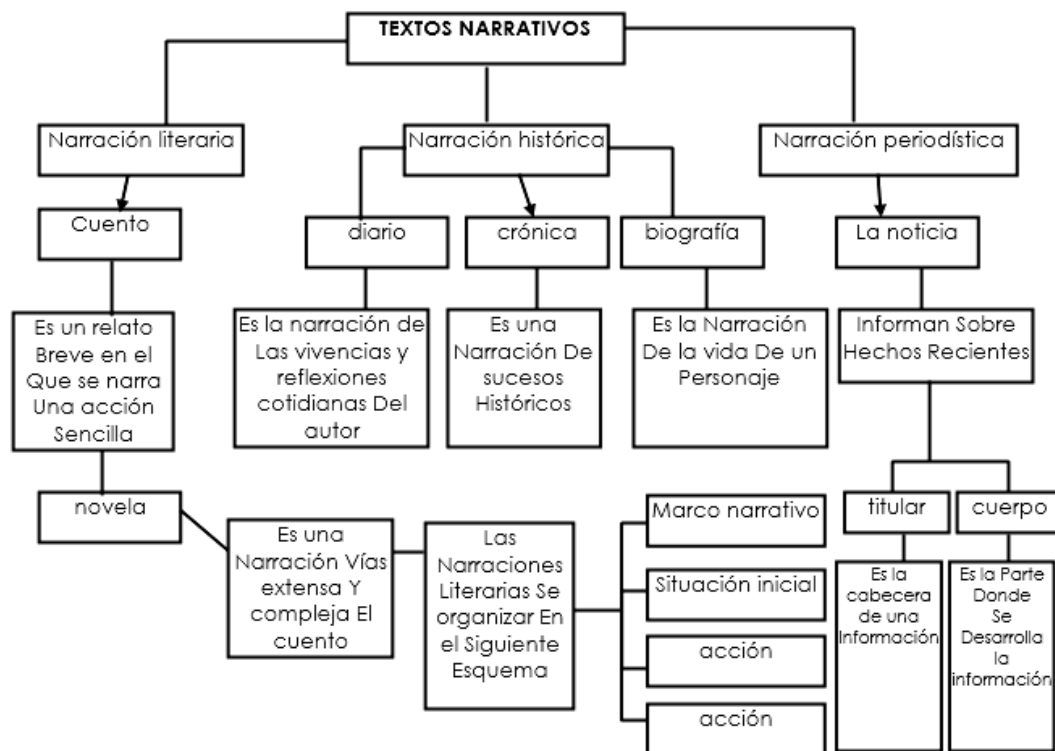 TEXTOS NARRATIVOS
Narración literaria
Narración histórica
Narración periodística
Cuento
diario
crónica
biografía
La noticia
Es un relato
Breve en el
Que se narra
Una acción
Sencilla
Es la narración de
Las vivencias y
reflexiones
cotidianas Del
autor
Es una
Narración De
sucesos
Históricos
Es la Narración
De la vida De un
Personaje
Informan Sobre
Hechos Recientes
novela
Es una
Narración Vías
extensa Y
compleja El
cuento
Las
Narraciones
Literarias Se
organizar En
el Siguiente
Esquema
Marco narrativo
Situación inicial
acción
acción
titular
cuerpo
Es la
cabecera
de una
Información
Es la Parte
Donde
Se
Desarrolla
la
información